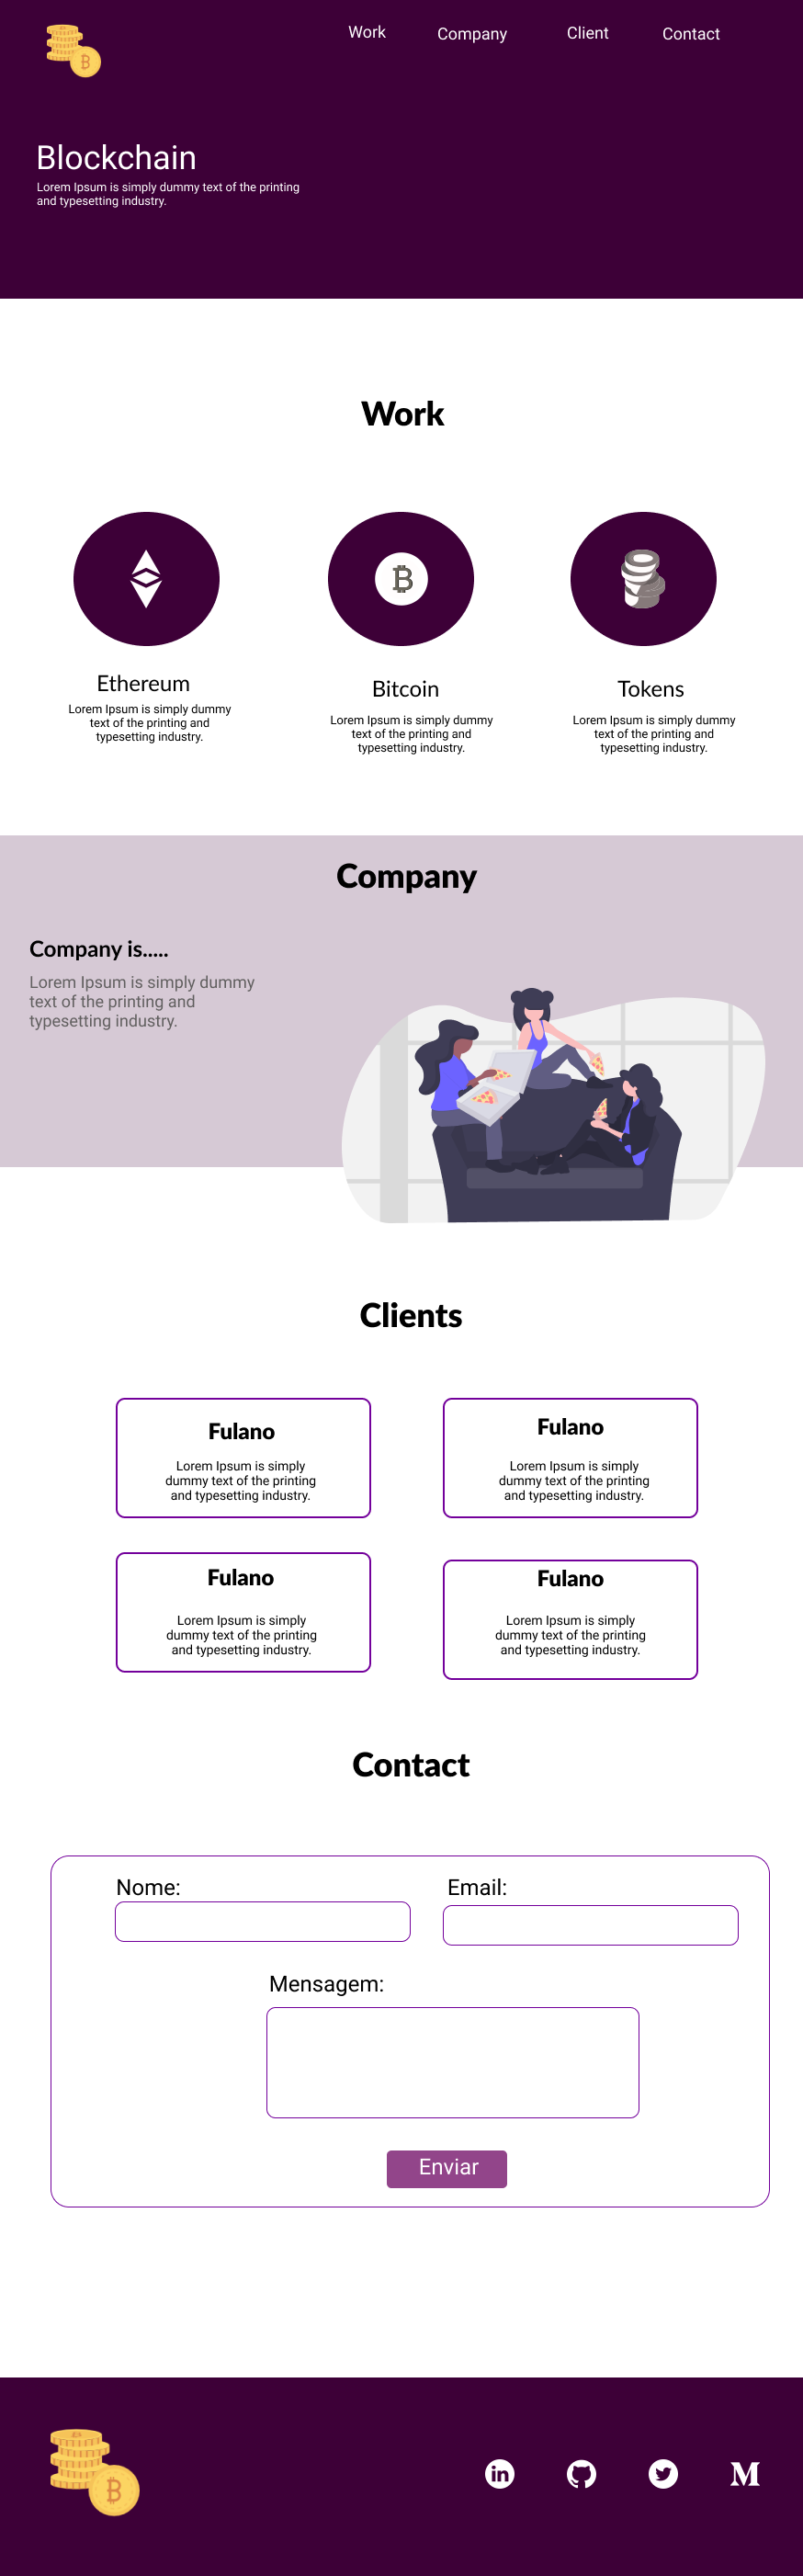 Work Company Client Contact
Blockchain
Lorem Ipsum is simply dummy text of the printing
and typesetting industry.
Work
Ethereum
Lorem Ipsum is simply dummy
text of the printing and
typesetting industry.
Bitcoin
Lorem Ipsum is simply dummy
text of the printing and
typesetting industry.
Tokens
Lorem Ipsum is simply dummy
text of the printing and
typesetting industry.
Company
Company is.....
Lorem Ipsum is simply dummy
text of the printing and
typesetting industry.
Clients
Fulano
Lorem Ipsum is simply
dummy text of the printing
and typesetting industry.
Fulano
Lorem Ipsum is simply
dummy text of the printing
and typesetting industry.
Fulano
Lorem Ipsum is simply
dummy text of the printing
and typesetting industry.
Fulano
Lorem Ipsum is simply
dummy text of the printing
and typesetting industry.
Contact
Nome:
Email:
Mensagem:
Enviar
in
M